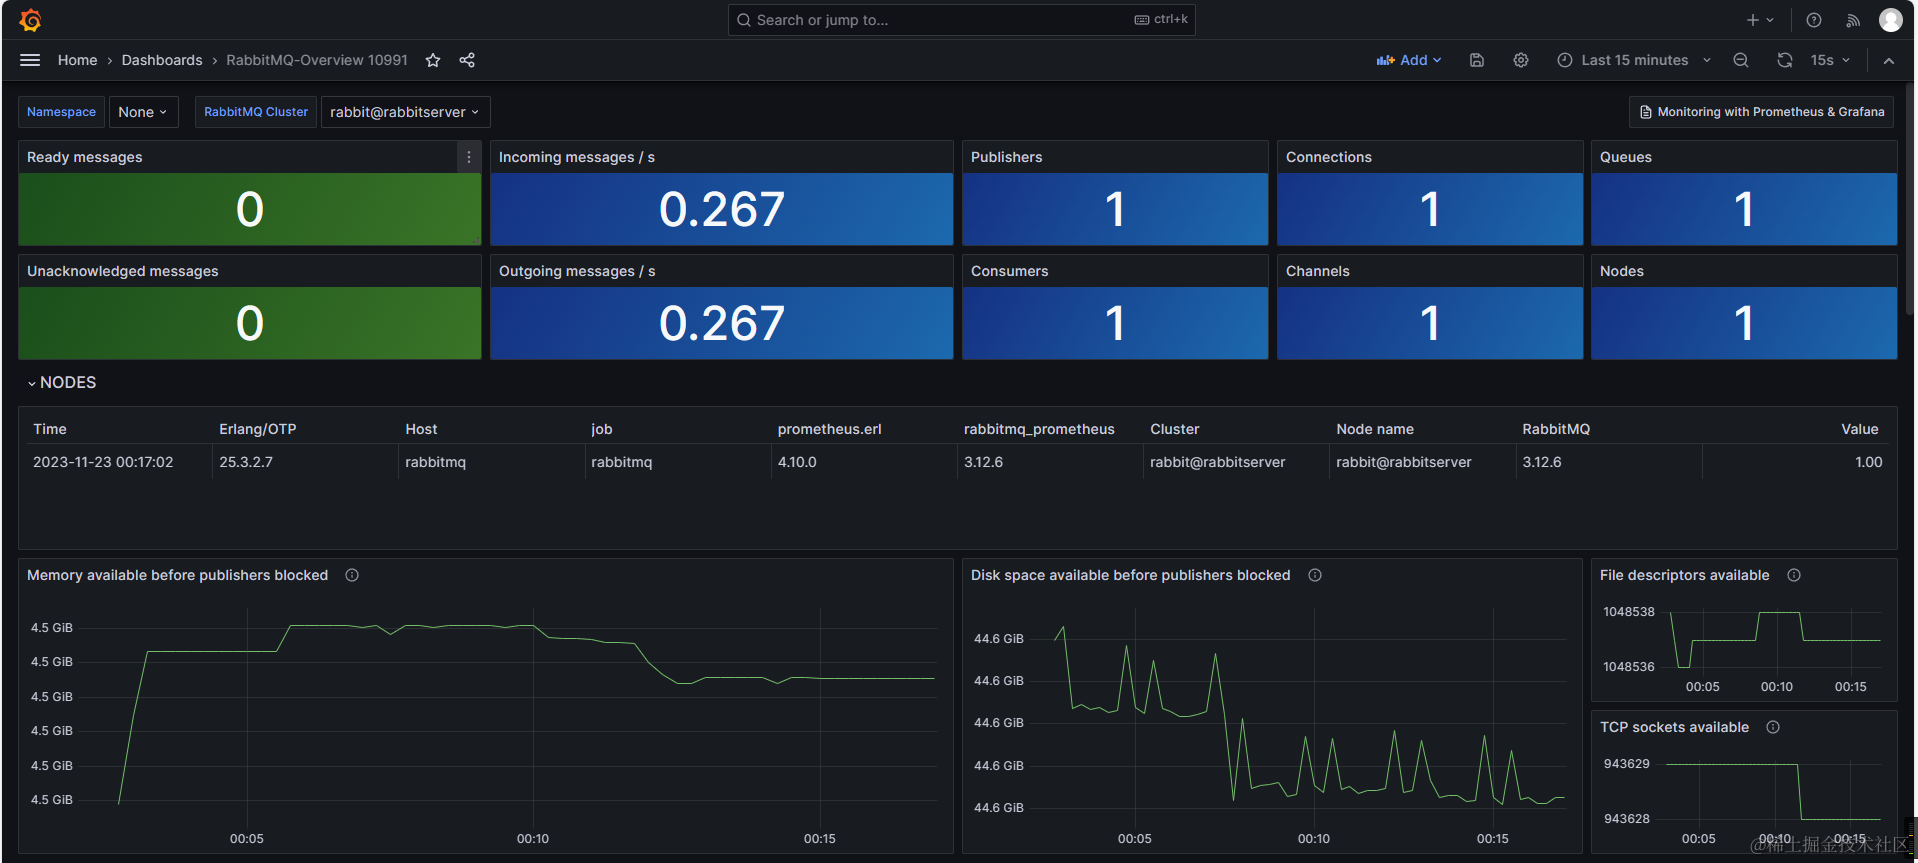 Search or jump to... ctrl+k
Home › Dashboards › RabbitMQ-Overview 10991 Add Last 15 minutes 15s
Namespace None RabbitMQ Cluster rabbit@rabbitserver Monitoring with Prometheus & Grafana
Ready messages Incoming messages / s Publishers Connections Queues
0 0.267 1 1 1
Unacknowledged messages Outgoing messages / s Consumers Channels Nodes
0 0.267 1 1 1
NODES
Time Erlang/OTP Host job prometheus.erl rabbitmq_prometheus Cluster Node name RabbitMQ Value
2023-11-23 00:17:02 25.3.2.7 rabbitmq rabbitmq 4.10.0 3.12.6 rabbit@rabbitserver rabbit@rabbitserver 3.12.6 1.00
Memory available before publishers blocked
4.5 GiB
4.5 GiB
4.5 GiB
4.5 GiB
4.5 GiB
4.5 GiB
00:05 00:10 00:15
Disk space available before publishers blocked
44.6 GiB
44.6 GiB
44.6 GiB
44.6 GiB
44.6 GiB
00:05 00:10 00:15
File descriptors available
1048538
1048536
00:05 00:10 00:15
TCP sockets available
943629
943628
00:05 00:10 00:15
@稀土掘金技术社区